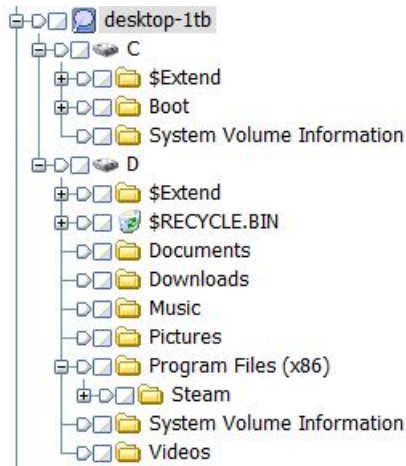 desktop-1tb
C
$Extend
Boot
System Volume Information
D
$Extend
$RECYCLE.BIN
Documents
Downloads
Music
Pictures
Program Files (x86)
Steam
System Volume Information
Videos